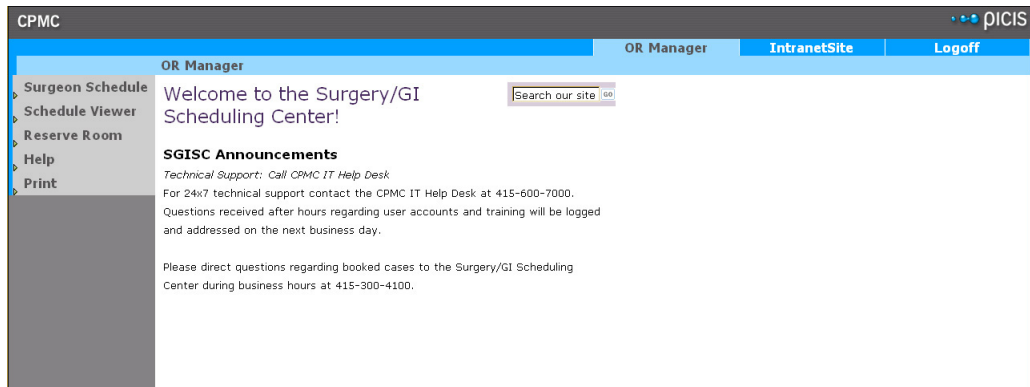 CPMC
PICIS
OR Manager IntranetSite Logoff
OR Manager
Surgeon Schedule
Schedule Viewer
Reserve Room
Help
Print
Welcome to the Surgery/GI
Scheduling Center!
Search our site GO
SGISC Announcements
Technical Support: Call CPMC IT Help Desk
For 24x7 technical support contact the CPMC IT Help Desk at 415-600-7000.
Questions received after hours regarding user accounts and training will be logged
and addressed on the next business day.
Please direct questions regarding booked cases to the Surgery/GI Scheduling
Center during business hours at 415-300-4100.